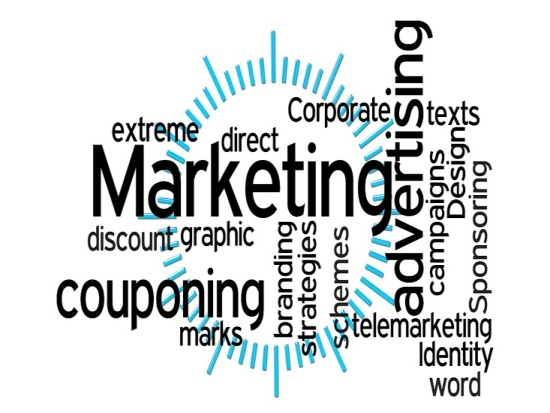 advertising
Corporate
texts
extreme
direct
Marketing
campaigns
Design
Sponsoring
discount
graphic
branding
strategies
schemes
couponing
marks
telemarketing
Identity
word